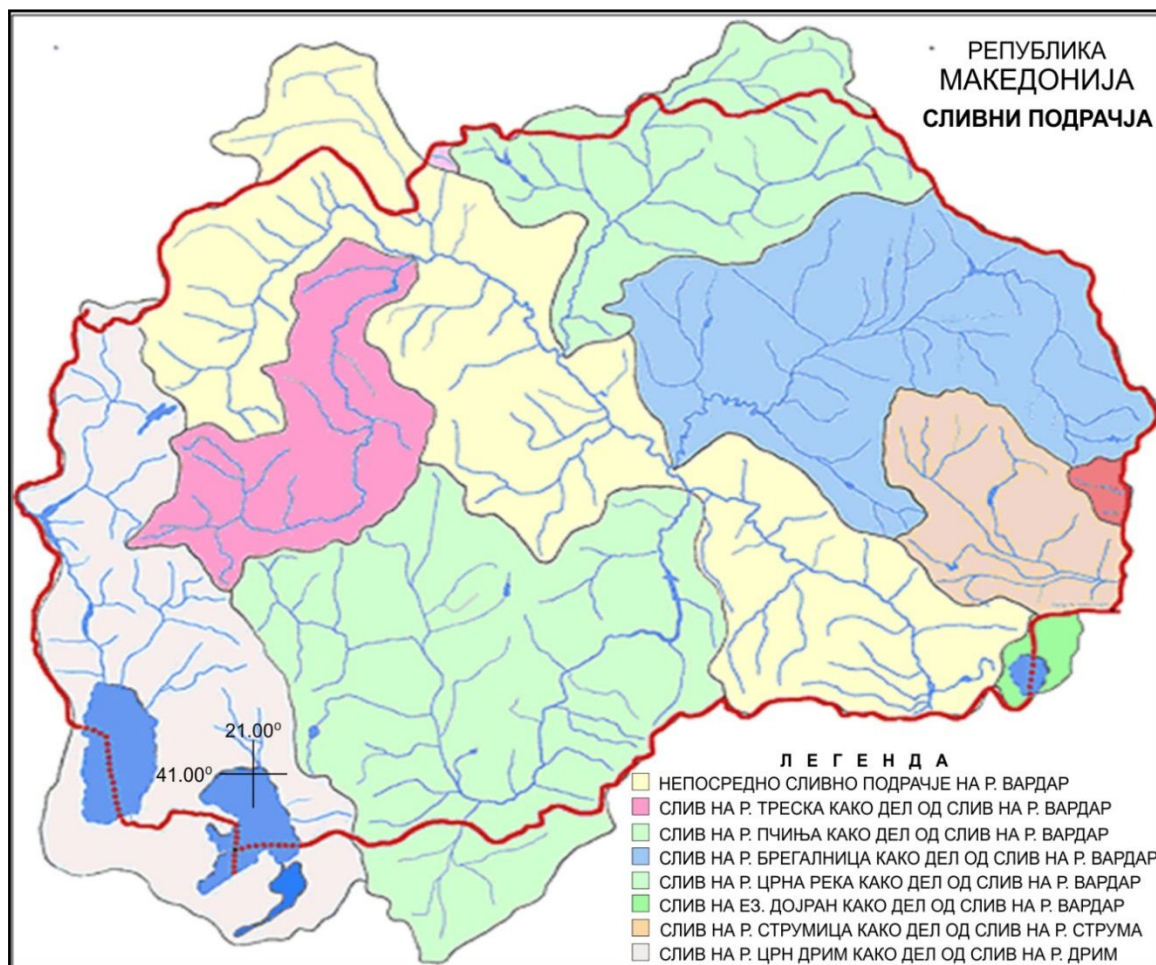 РЕПУБЛИКА
МАКЕДОНИЈА
СЛИВНИ ПОДРАЧЈА
21.00⁰
41.00⁰
Л Е Г Е Н Д А
НЕПОСРЕДНО СЛИВНО ПОДРАЧЈЕ НА Р. ВАРДАР
СЛИВ НА Р. ТРЕСКА КАКО ДЕЛ ОД СЛИВ НА Р. ВАРДАР
СЛИВ НА Р. ПЧИЊА КАКО ДЕЛ ОД СЛИВ НА Р. ВАРДАР
СЛИВ НА Р. БРЕГАЛНИЦА КАКО ДЕЛ ОД СЛИВ НА Р. ВАРДАР
СЛИВ НА Р. ЦРНА РЕКА КАКО ДЕЛ ОД СЛИВ НА Р. ВАРДАР
СЛИВ НА ЕЗ. ДОЈРАН КАКО ДЕЛ ОД СЛИВ НА Р. ВАРДАР
СЛИВ НА Р. СТРУМИЦА КАКО ДЕЛ ОД СЛИВ НА Р. СТРУМА
СЛИВ НА Р. ЦРН ДРИМ КАКО ДЕЛ ОД СЛИВ НА Р. ДРИМ